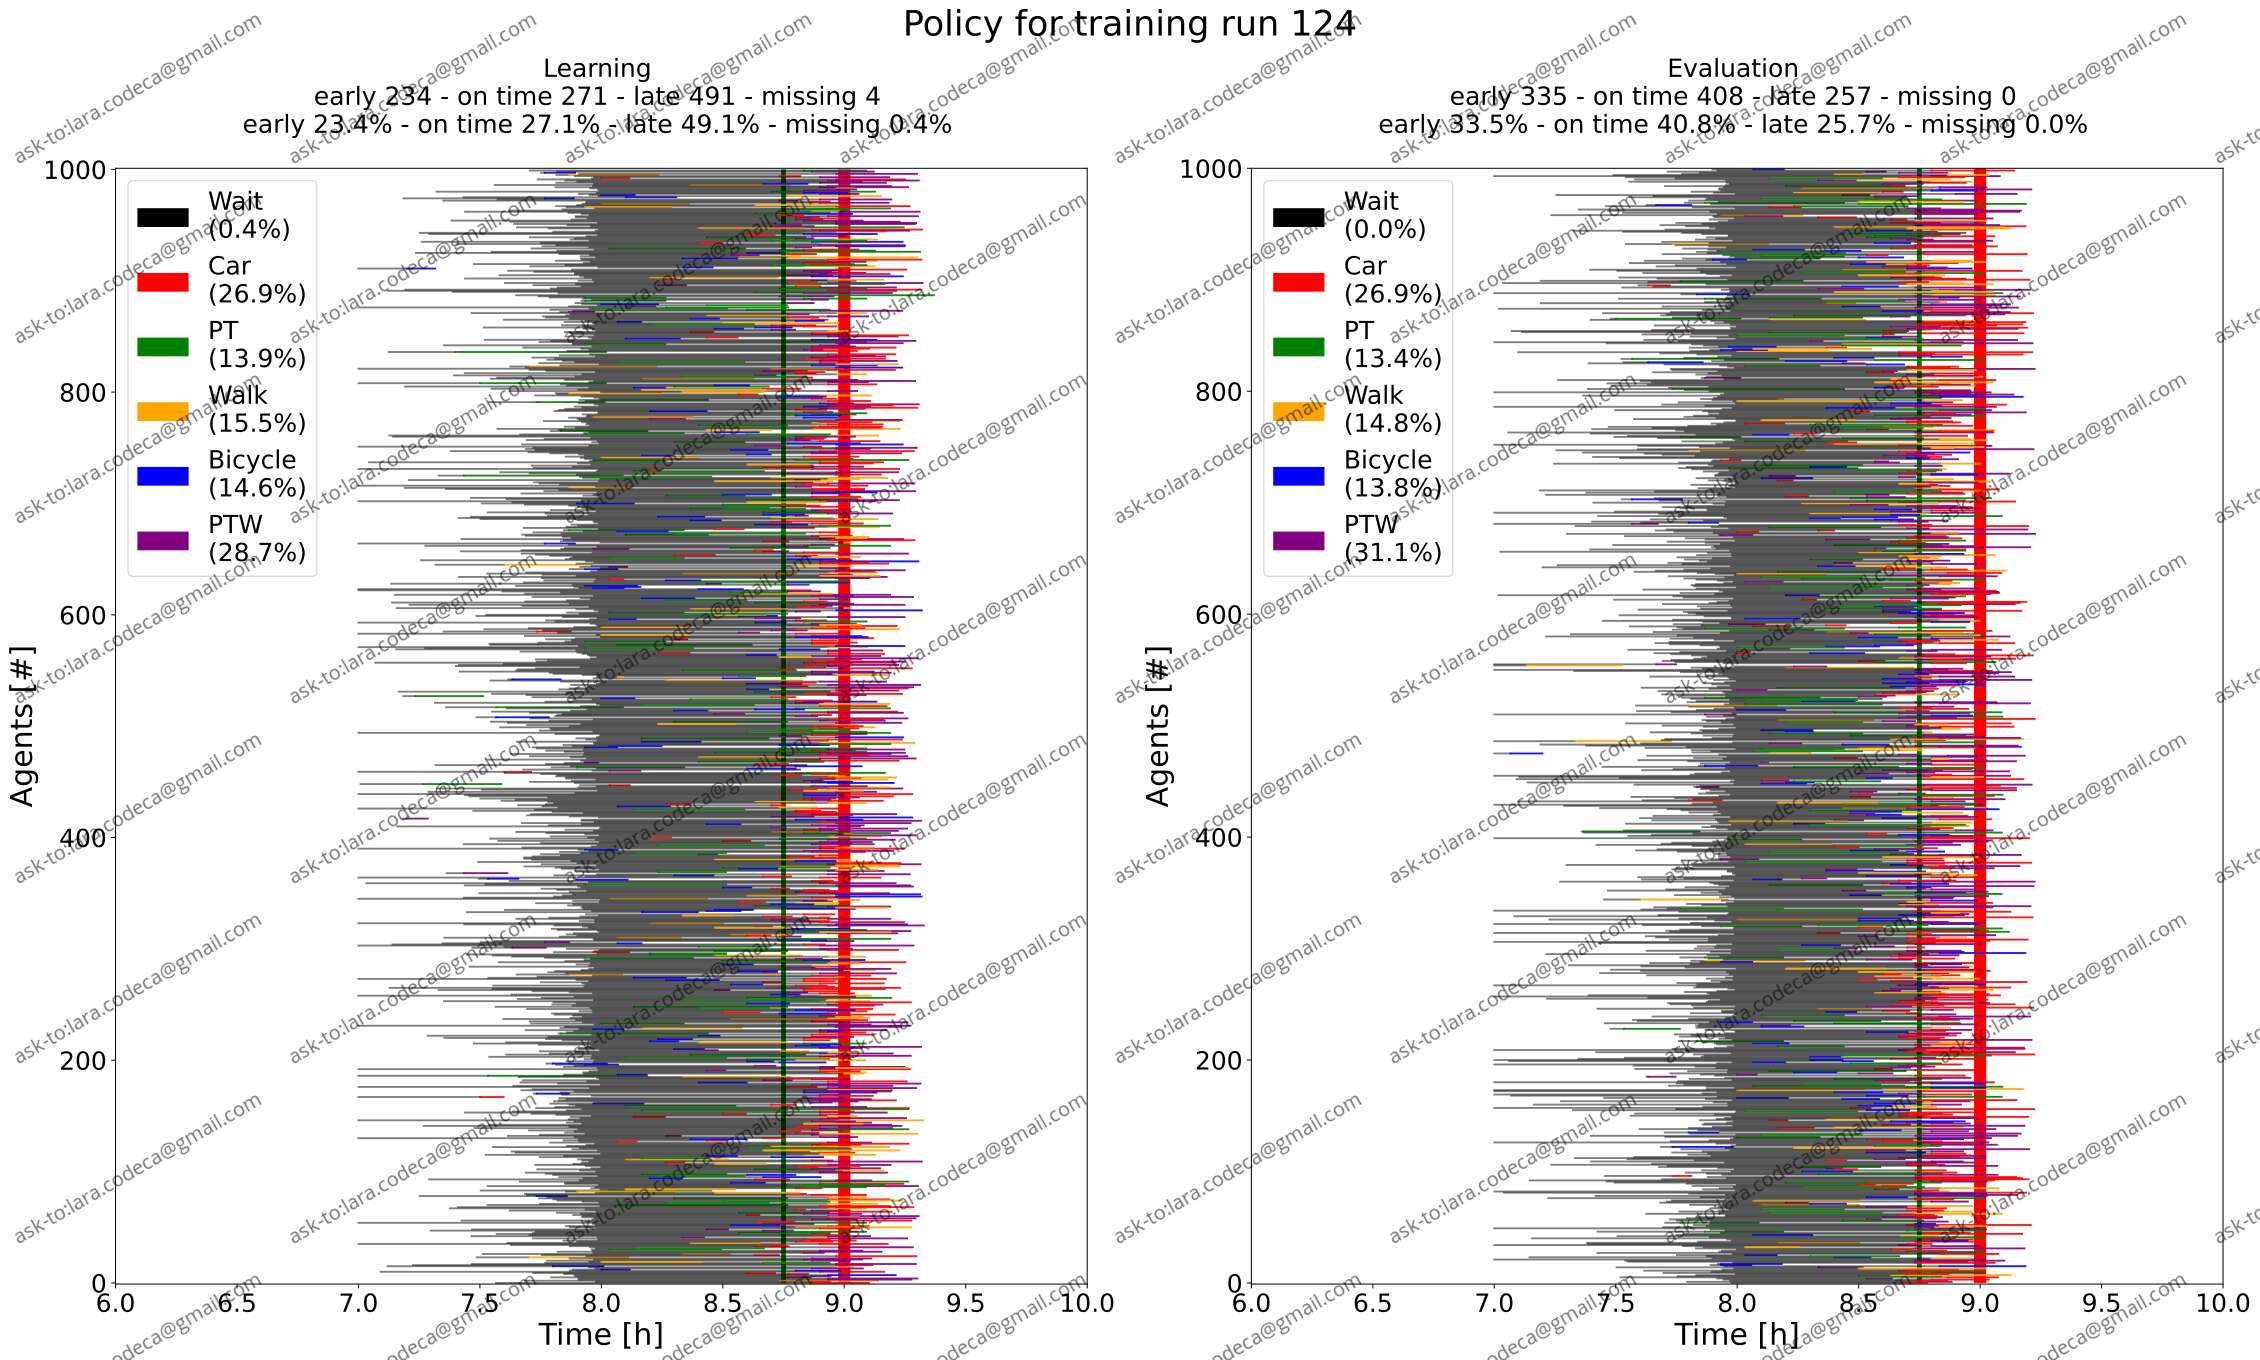 Policy for training run 124
Learning
early 234 - on time 271 - late 491 - missing 4
early 23.4% - on time 27.1% - late 49.1% - missing 0.4%
Wait
(0.4%)
Car
(26.9%)
PT
(13.9%)
Walk
(15.5%)
Bicycle
(14.6%)
PTW
(28.7%)
Agents [#]
1000
800
600
400
200
0
6.0 6.5 7.0 7.5 8.0 8.5 9.0 9.5 10.0
Time [h]
Evaluation
early 335 - on time 408 - late 257 - missing 0
early 33.5% - on time 40.8% - late 25.7% - missing 0.0%
Wait
(0.0%)
Car
(26.9%)
PT
(13.4%)
Walk
(14.8%)
Bicycle
(13.8%)
PTW
(31.1%)
Agents [#]
1000
800
600
400
200
0
6.0 6.5 7.0 7.5 8.0 8.5 9.0 9.5 10.0
Time [h]
ask-to:lara.codeca@gmail.com